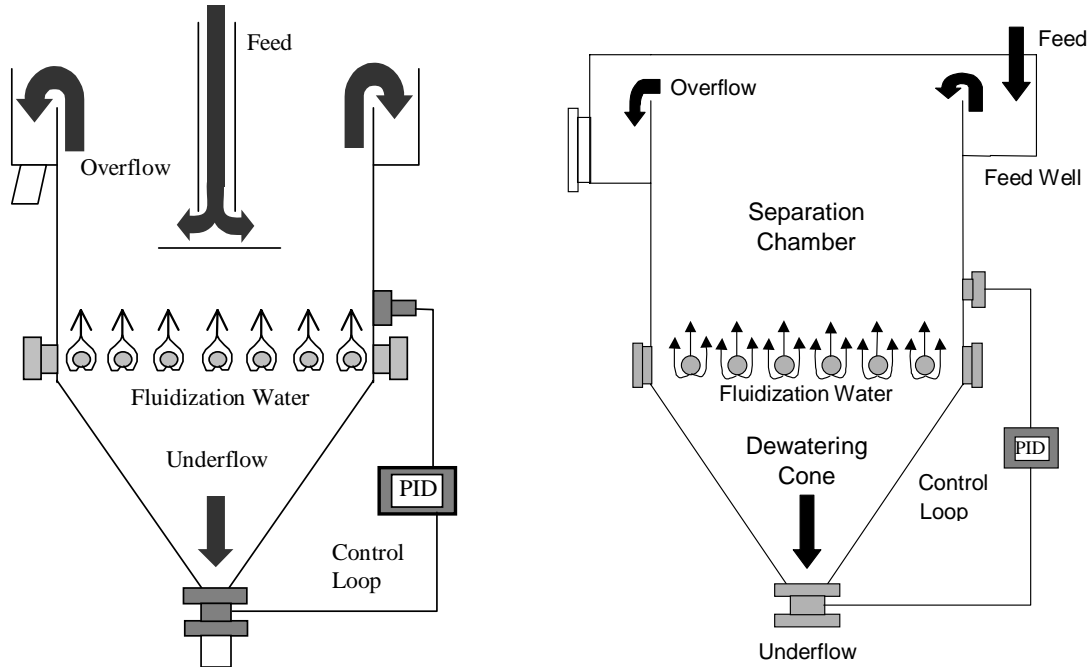 Feed
Overflow
Fluidization Water
Underflow
PID
Control
Loop
Feed
Overflow
Feed Well
Separation
Chamber
Fluidization Water
Dewatering
Cone
PID
Control
Loop
Underflow